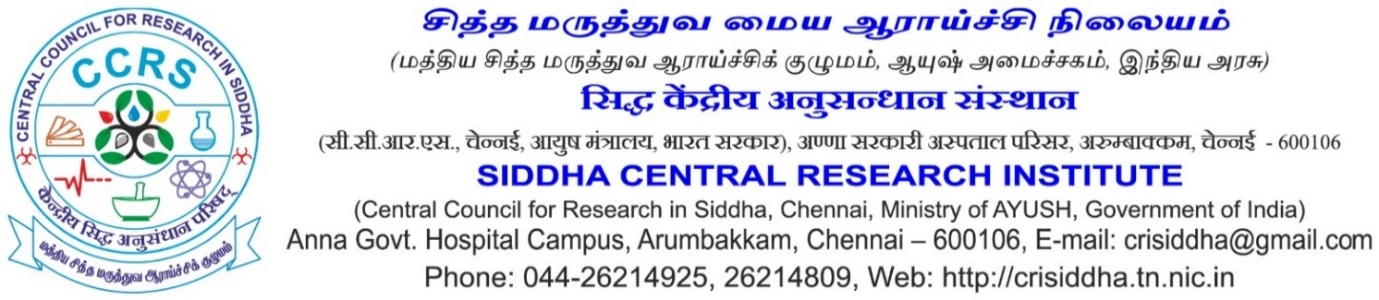 CENTRAL COUNCIL FOR RESEARCH IN SIDDHA
CCRS
केन्द्रीय सिद्ध अनुसंधान परिषद्
மத்திய சித்த மருத்துவ ஆராய்ச்சிக் குழுமம்
சித்த மருத்துவ மைய ஆராய்ச்சி நிலையம்
(மத்திய சித்த மருத்துவ ஆராய்ச்சிக் குழுமம், ஆயுஷ் அமைச்சகம், இந்திய அரசு)
सिद्ध केंद्रीय अनुसन्धान संस्थान
(सी.सी.आर.एस., चेन्नई, आयुष मंत्रालय, भारत सरकार), अण्णा सरकारी अस्पताल परिसर, अरुम्बाक्कम, चेन्नई - 600106
SIDDHA CENTRAL RESEARCH INSTITUTE
(Central Council for Research in Siddha, Chennai, Ministry of AYUSH, Government of India)
Anna Govt. Hospital Campus, Arumbakkam, Chennai – 600106, E-mail: crisiddha@gmail.com
Phone: 044-26214925, 26214809, Web: http://crisiddha.tn.nic.in